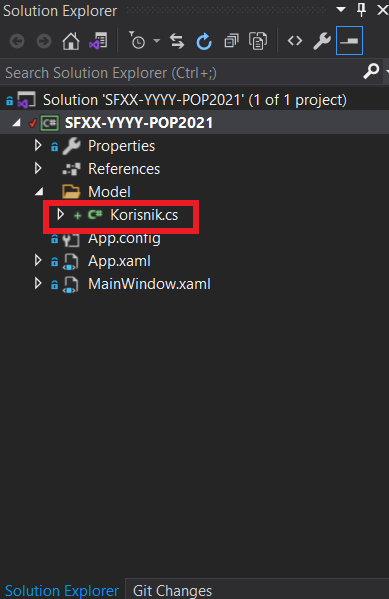 Solution Explorer
Search Solution Explorer (Ctrl+;)
Solution 'SFXX-YYYY-POP2021' (1 of 1 project)
C# SFXX-YYYY-POP2021
Properties
References
Model
C# Korisnik.cs
App.config
App.xaml
MainWindow.xaml
Solution Explorer Git Changes